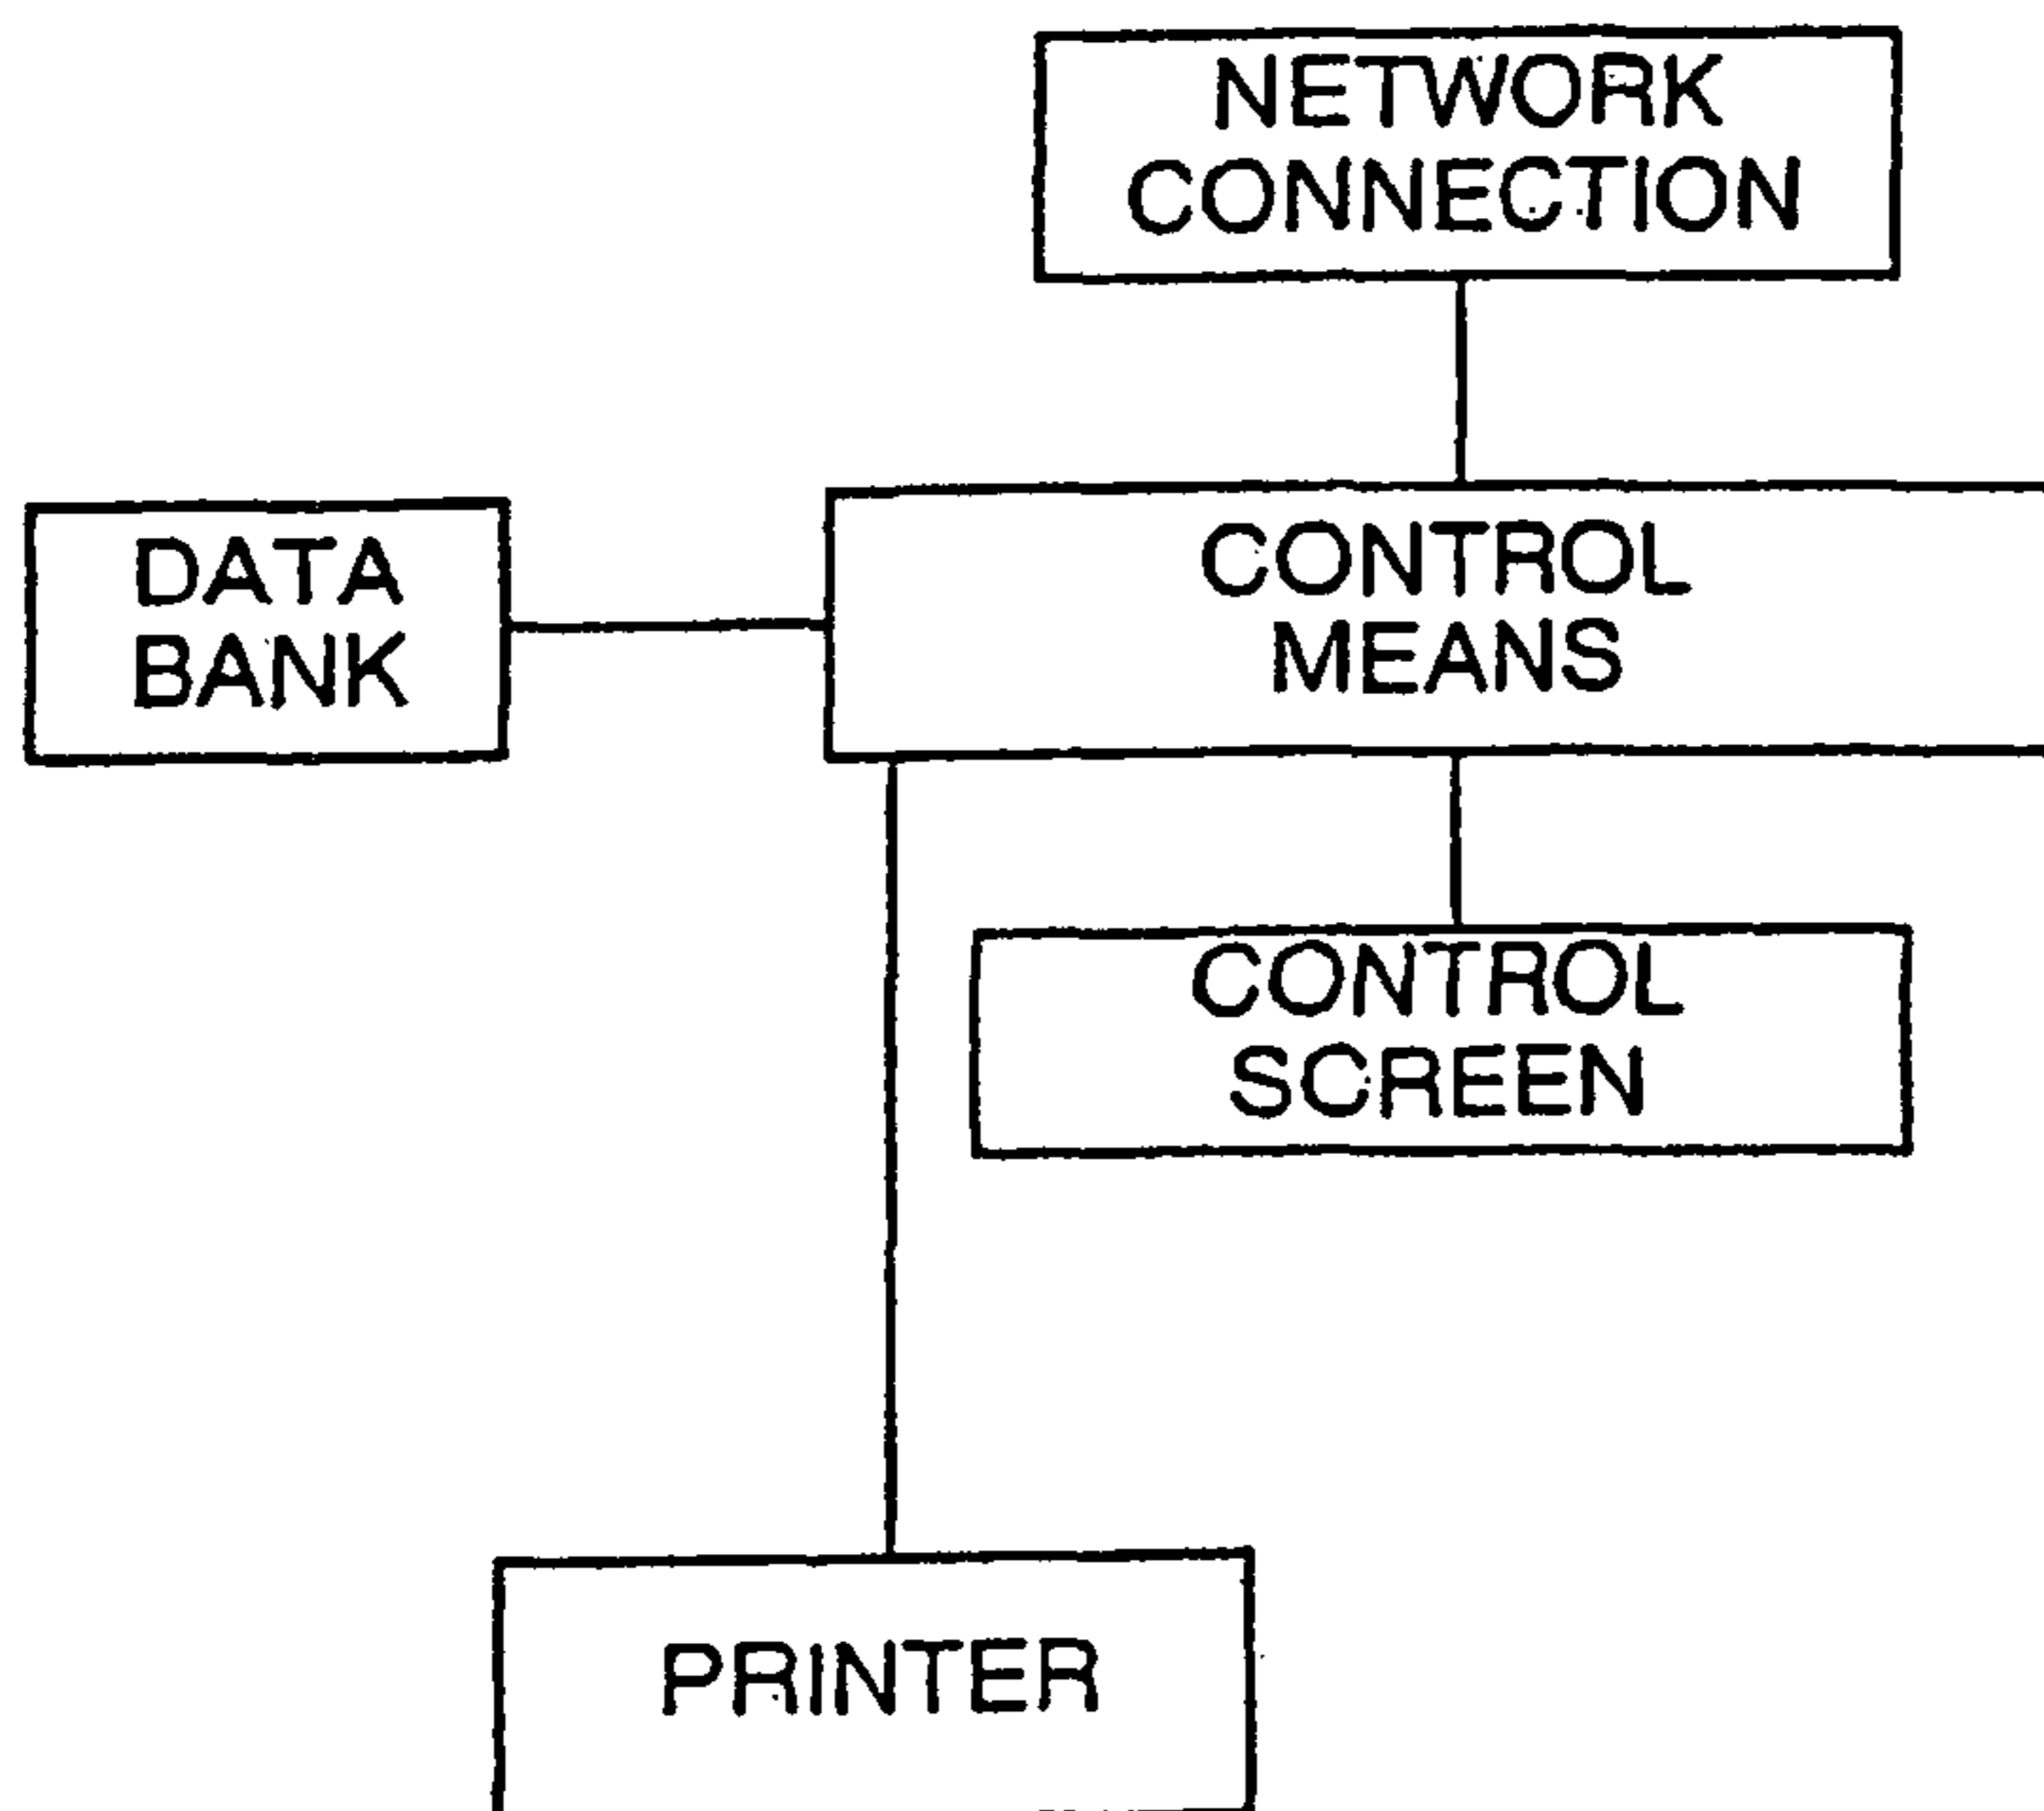 NETWORK
CONNECTION
DATA
BANK
CONTROL
MEANS
CONTROL
SCREEN
PRINTER